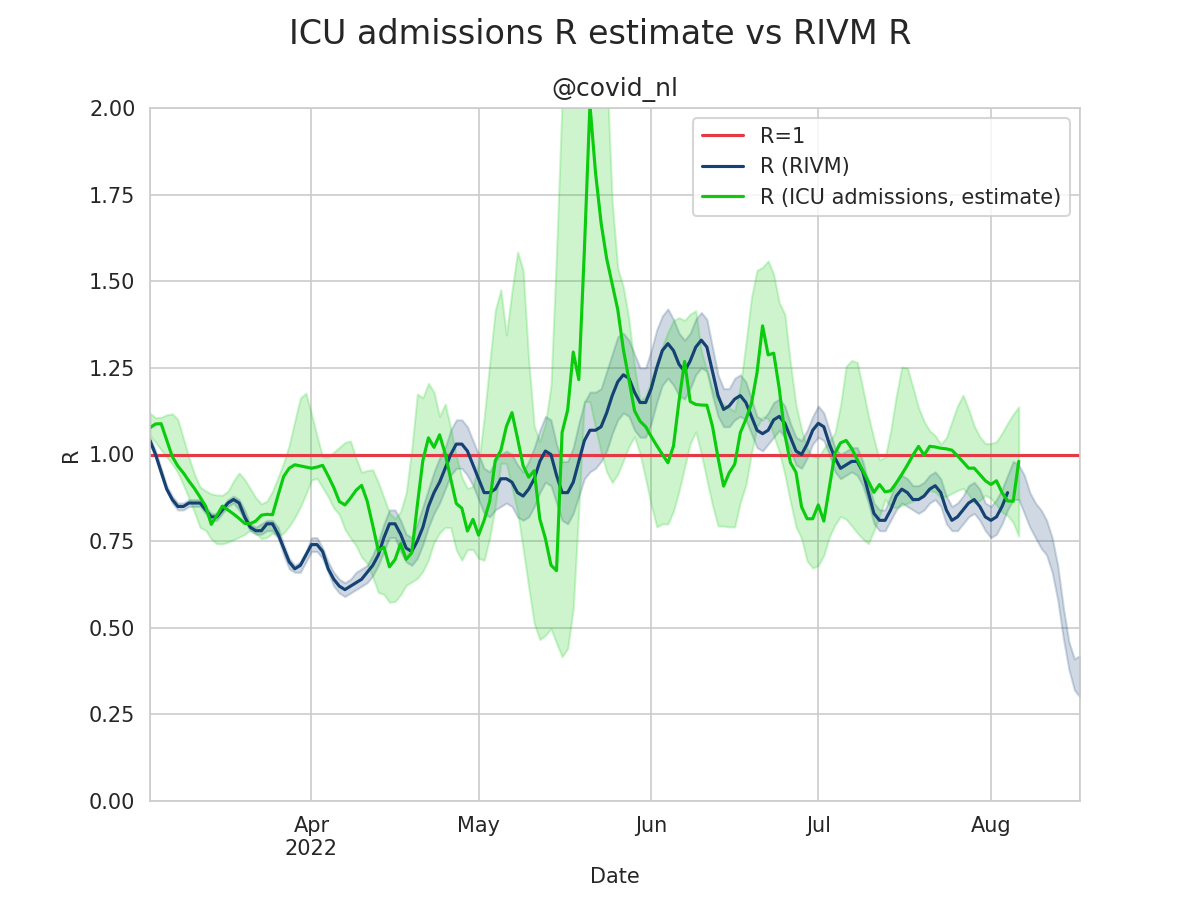 ICU admissions R estimate vs RIVM R
@covid_nl
R=1
R (RIVM)
R (ICU admissions, estimate)
2.00
1.75
1.50
1.25
1.00
0.75
0.50
0.25
0.00
R
Apr
2022
May
Jun
Jul
Aug
Date